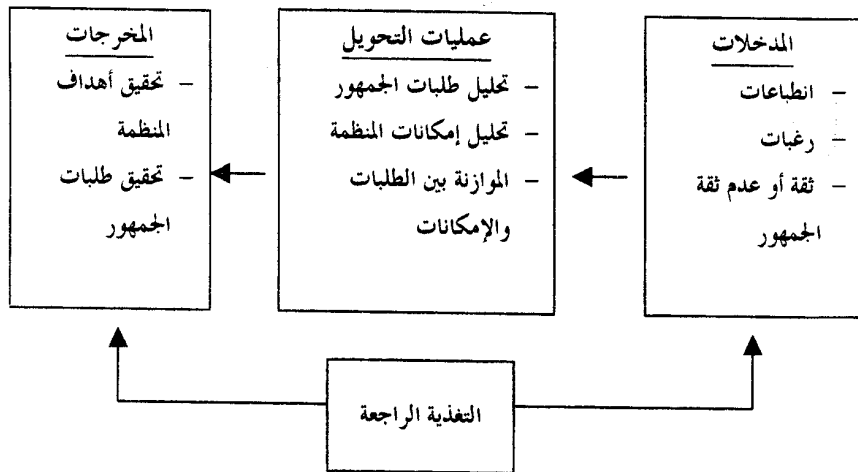 المدخلات
– انطباعات
– رغبات
– ثقة أو عدم ثقة
الجمهور
عمليات التحويل
– تحليل طلبات الجمهور
– تحليل إمكانات المنظمة
– الموازنة بين الطلبات
والإمكانات
المخرجات
– تحقيق أهداف
المنظمة
– تحقيق طلبات
الجمهور
التغذية الراجعة